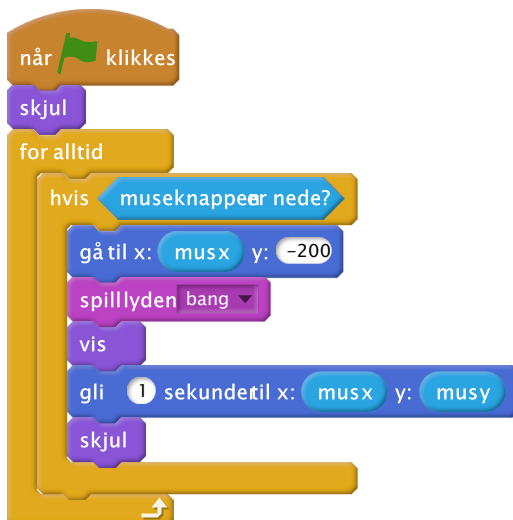 når klikkes
skjul
for alltid
hvis museknappen er nede?
gå til x: mus x y: -200
spill lyden bang
vis
gli 1 sekunder til x: mus x y: mus y
skjul